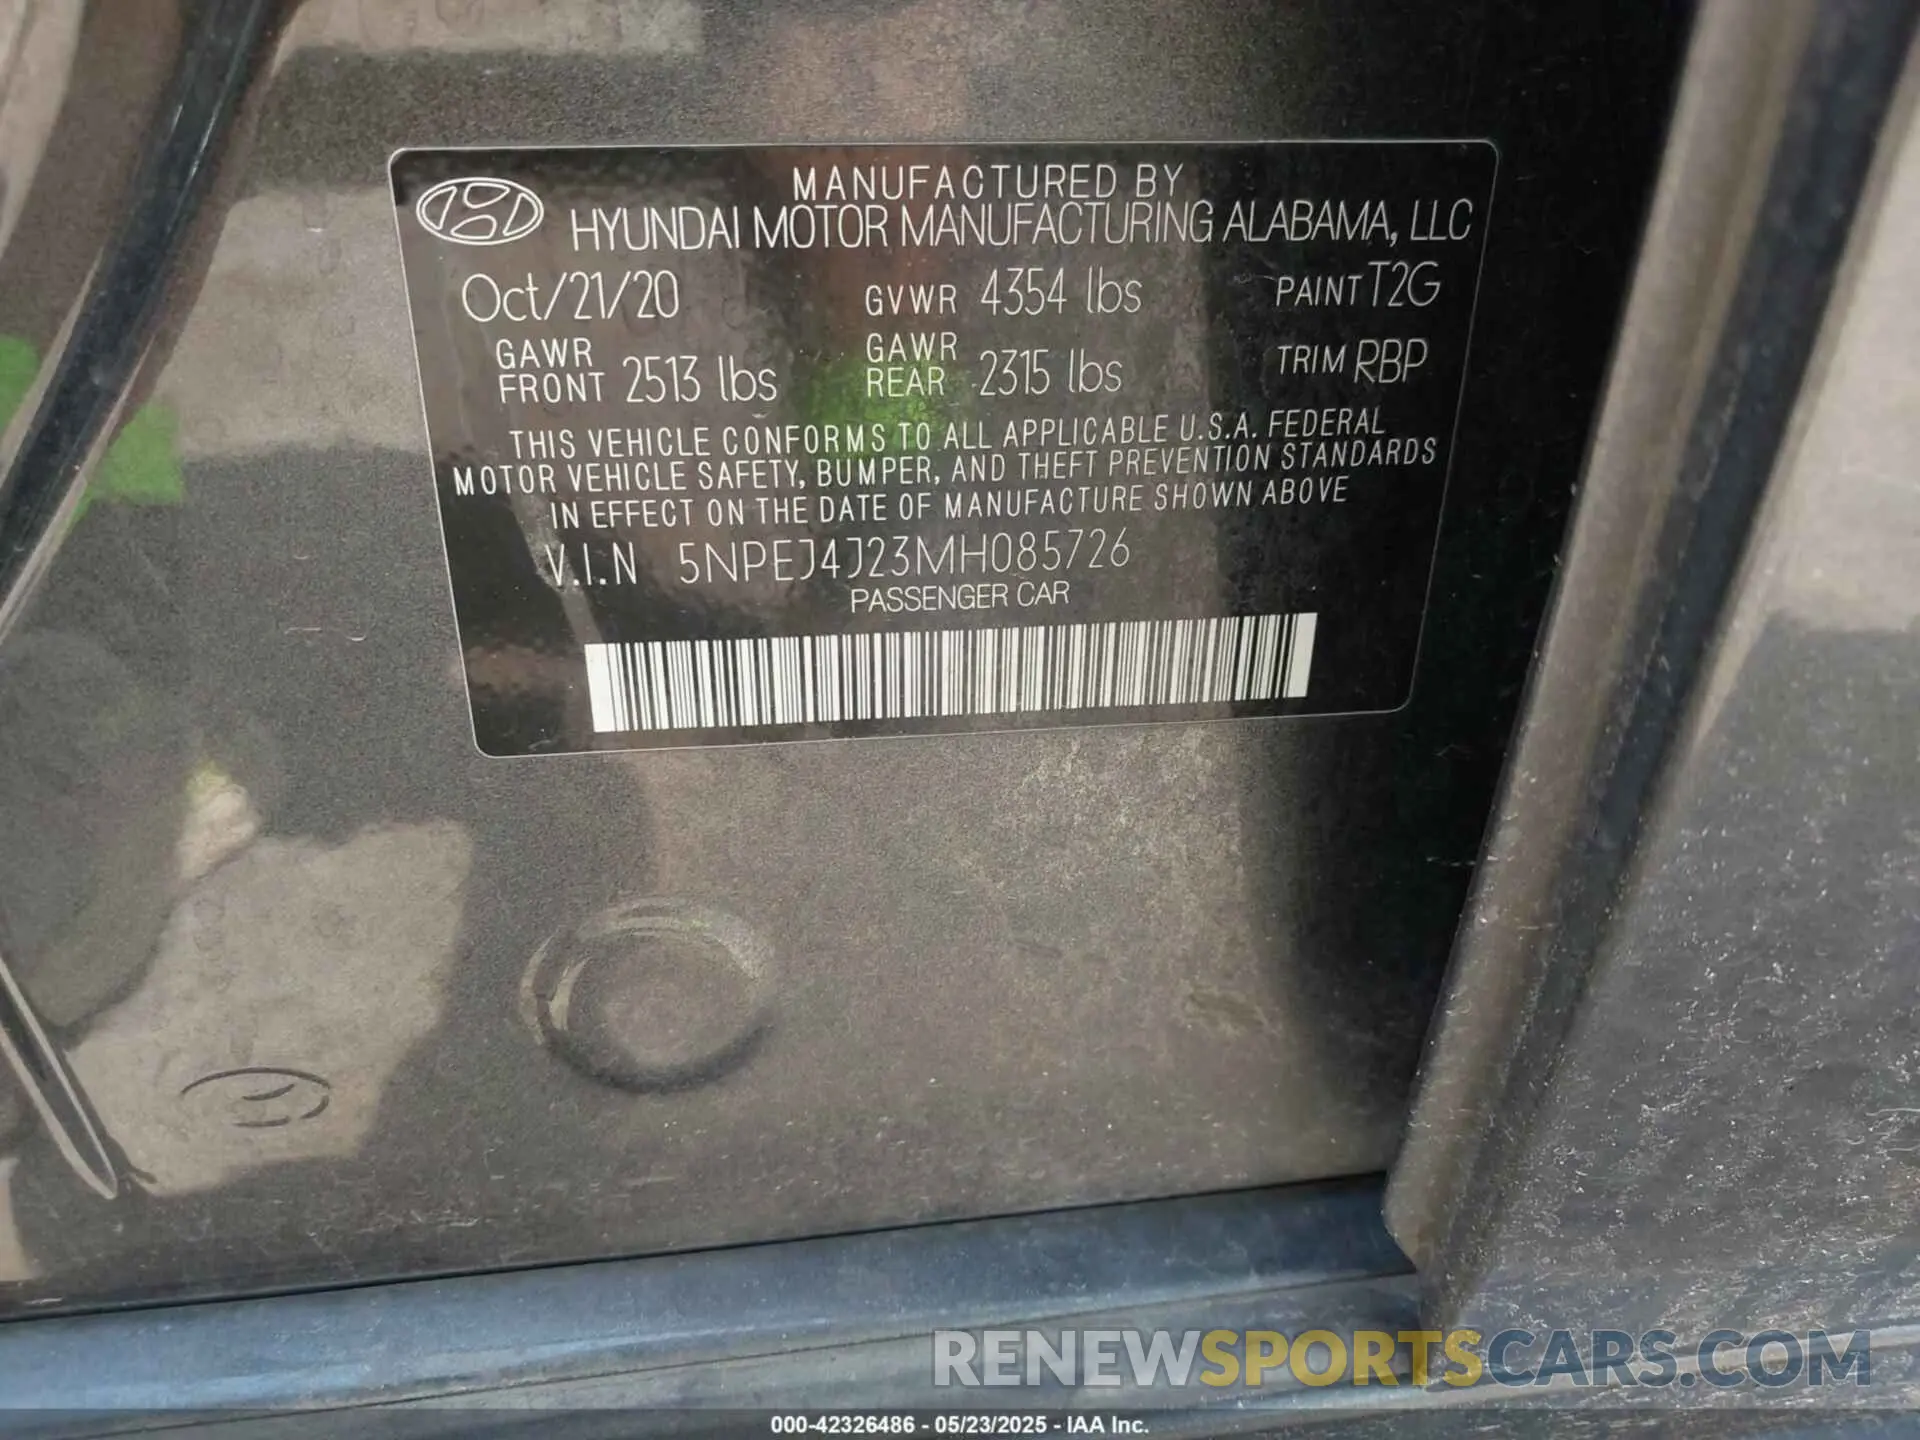 MANUFACTURED BY
HYUNDAI MOTOR MANUFACTURING ALABAMA, LLC
Oct/21/20 GVWR 4354 lbs PAINT T2G
GAWR FRONT 2513 lbs GAWR REAR 2315 lbs TRIM RBP
THIS VEHICLE CONFORMS TO ALL APPLICABLE U.S.A. FEDERAL
MOTOR VEHICLE SAFETY, BUMPER, AND THEFT PREVENTION STANDARDS
IN EFFECT ON THE DATE OF MANUFACTURE SHOWN ABOVE
V.I.N 5NPEJ4J23MH085726
PASSENGER CAR
RENEWSPORTSCARS.COM
000-42326486 - 05/23/2025 - IAA Inc.